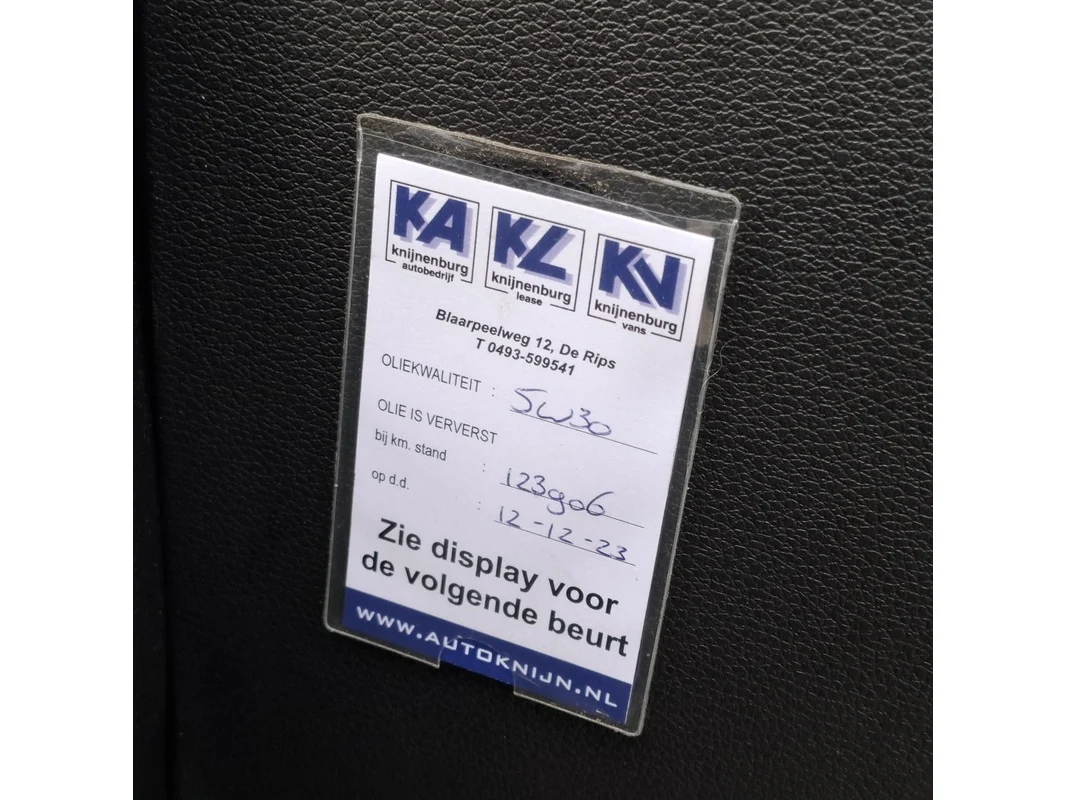 KA KL KV
knijnenburg knijnenburg knijnenburg
autobedrijf lease vans
Blaarpeelweg 12, De Rips
T 0493-599541
OLIEKWALITEIT : 5W30
OLIE IS VERVERST
bij km. stand : 123906
op d.d. : 12-12-23
Zie display voor
de volgende beurt
www.AUTOKNIJN.NL